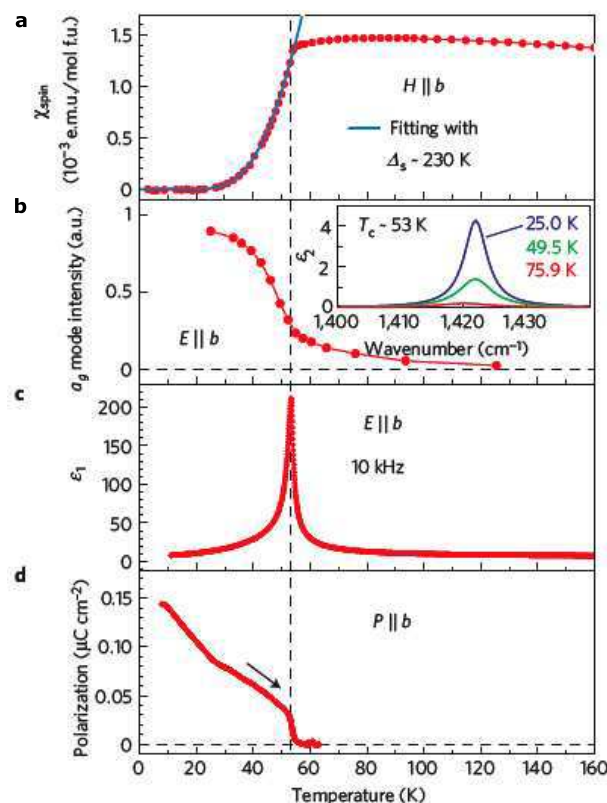 a
1.5
1.0
0.5
0
χspin
(10⁻³ e.m.u./mol f.u.)
H || b
Fitting with
Δs ~ 230 K
b
1
0.5
0
ag mode intensity (a.u.)
E || b
Tc ~ 53 K
25.0 K
49.5 K
75.9 K
ε2
4
2
0
1,400 1,410 1,420 1,430
Wavenumber (cm⁻¹)
c
200
150
100
50
0
ε1
E || b
10 kHz
d
0.15
0.10
0.05
0
Polarization (μC cm⁻²)
P || b
0 20 40 60 80 100 120 140 160
Temperature (K)